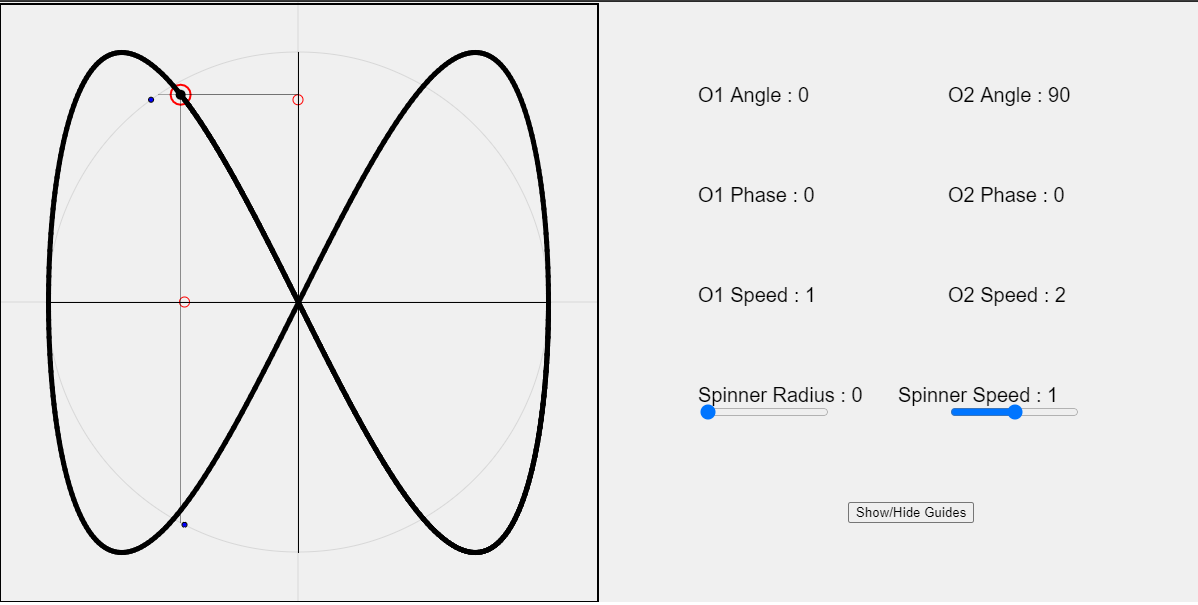 O1 Angle : 0 O2 Angle : 90
O1 Phase : 0 O2 Phase : 0
O1 Speed : 1 O2 Speed : 2
Spinner Radius : 0 Spinner Speed : 1
Show/Hide Guides